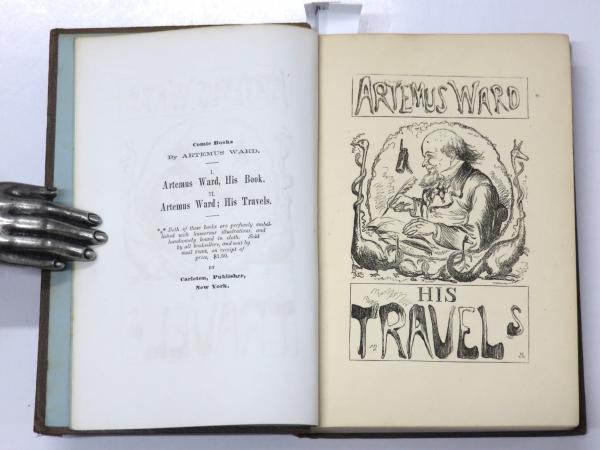 Comic Books
By ARTEMUS WARD.
I.
Artemus Ward, His Book.
II.
Artemus Ward; His Travels.
*** Both of these books are profusely embel-
lished with humorous illustrations, and
handsomely bound in cloth. Sold
by all booksellers, and sent by
mail free, on receipt of
price, $1.50.
BY
Carleton, Publisher,
New York.
ARTEMUS WARD
HIS
TRAVELS